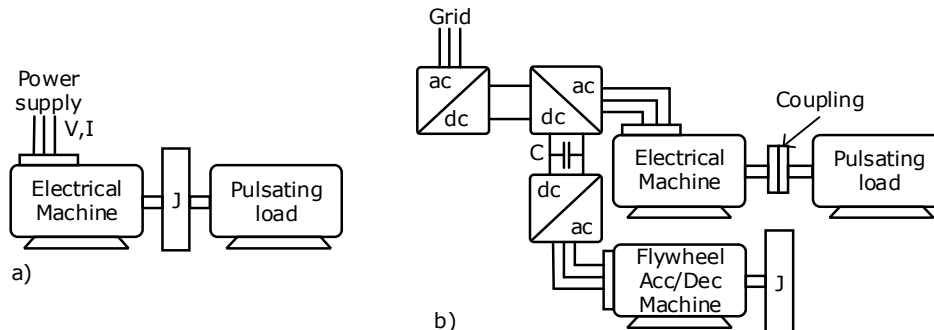 Power
supply
V,I
Electrical
Machine
J
Pulsating
load
a)
Grid
ac
dc
ac
dc
C
dc
ac
Coupling
Electrical
Machine
Pulsating
load
Flywheel
Acc/Dec
Machine
J
b)